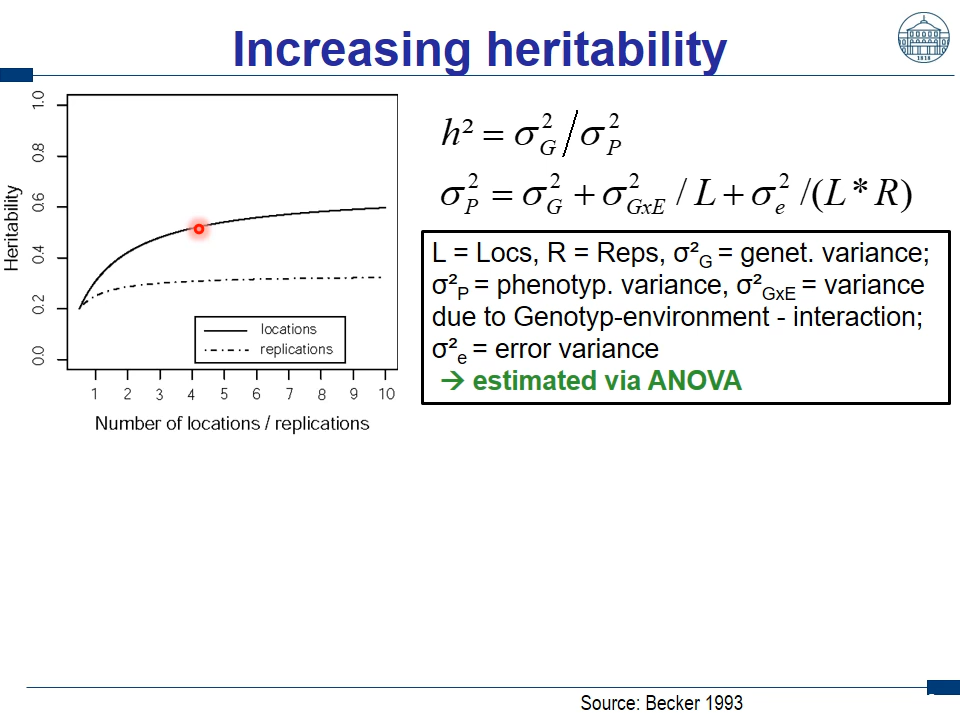 Increasing heritability
1818
1.0
0.8
0.6
0.4
0.2
0.0
Heritability
locations
replications
1 2 3 4 5 6 7 8 9 10
Number of locations / replications
h² = σ²G / σ²P
σ²P = σ²G + σ²GxE / L + σ²e /(L * R)
L = Locs, R = Reps, σ²G = genet. variance;
σ²P = phenotyp. variance, σ²GxE = variance
due to Genotyp-environment - interaction;
σ²e = error variance
→ estimated via ANOVA
Source: Becker 1993